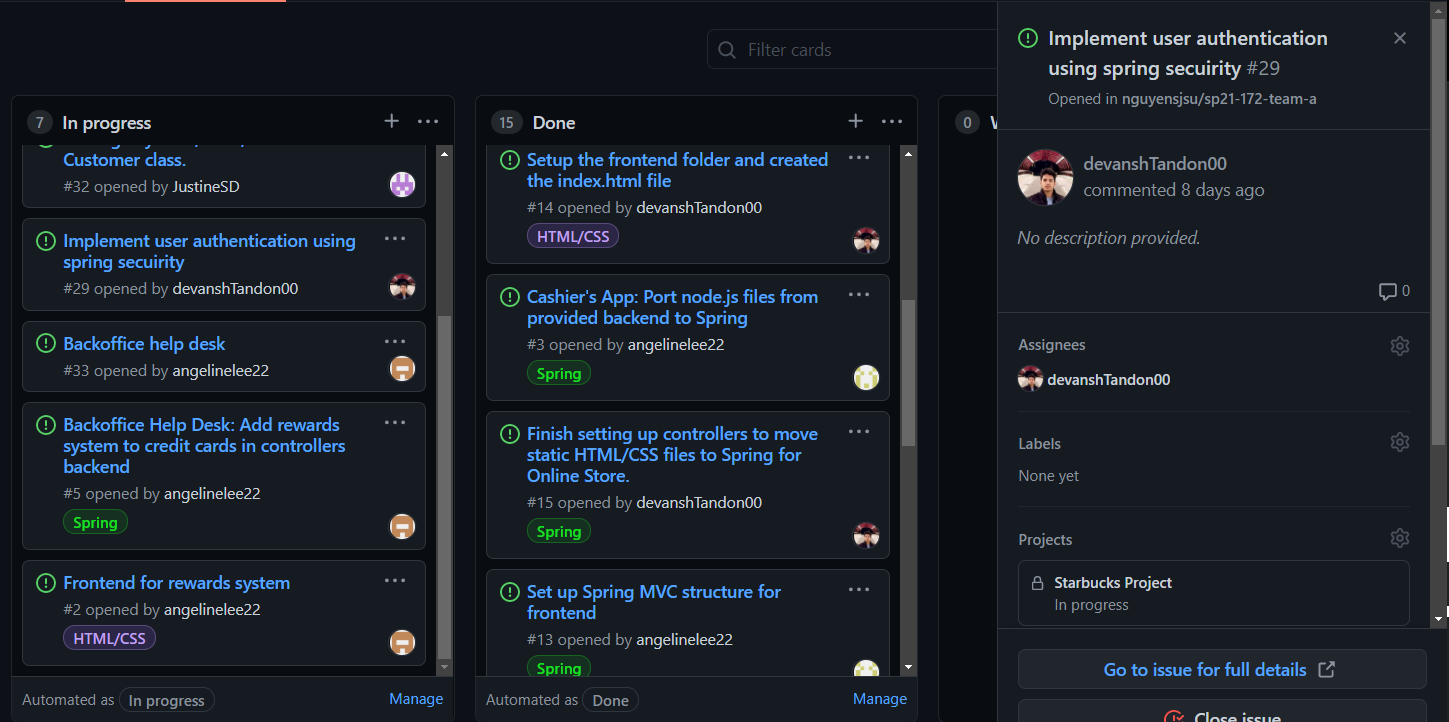 Filter cards
7 In progress
Customer class.
#32 opened by JustineSD
Implement user authentication using
spring secuirity
#29 opened by devanshTandon00
Backoffice help desk
#33 opened by angelinelee22
Backoffice Help Desk: Add rewards
system to credit cards in controllers
backend
#5 opened by angelinelee22
Spring
Frontend for rewards system
#2 opened by angelinelee22
HTML/CSS
Automated as In progress Manage
15 Done
Setup the frontend folder and created
the index.html file
#14 opened by devanshTandon00
HTML/CSS
Cashier's App: Port node.js files from
provided backend to Spring
#3 opened by angelinelee22
Spring
Finish setting up controllers to move
static HTML/CSS files to Spring for
Online Store.
#15 opened by devanshTandon00
Spring
Set up Spring MVC structure for
frontend
#13 opened by angelinelee22
Spring
Automated as Done Manage
0
Implement user authentication
using spring secuirity #29
Opened in nguyensjsu/sp21-172-team-a
devanshTandon00
commented 8 days ago
No description provided.
0
Assignees
devanshTandon00
Labels
None yet
Projects
Starbucks Project
In progress
Go to issue for full details
Close issue